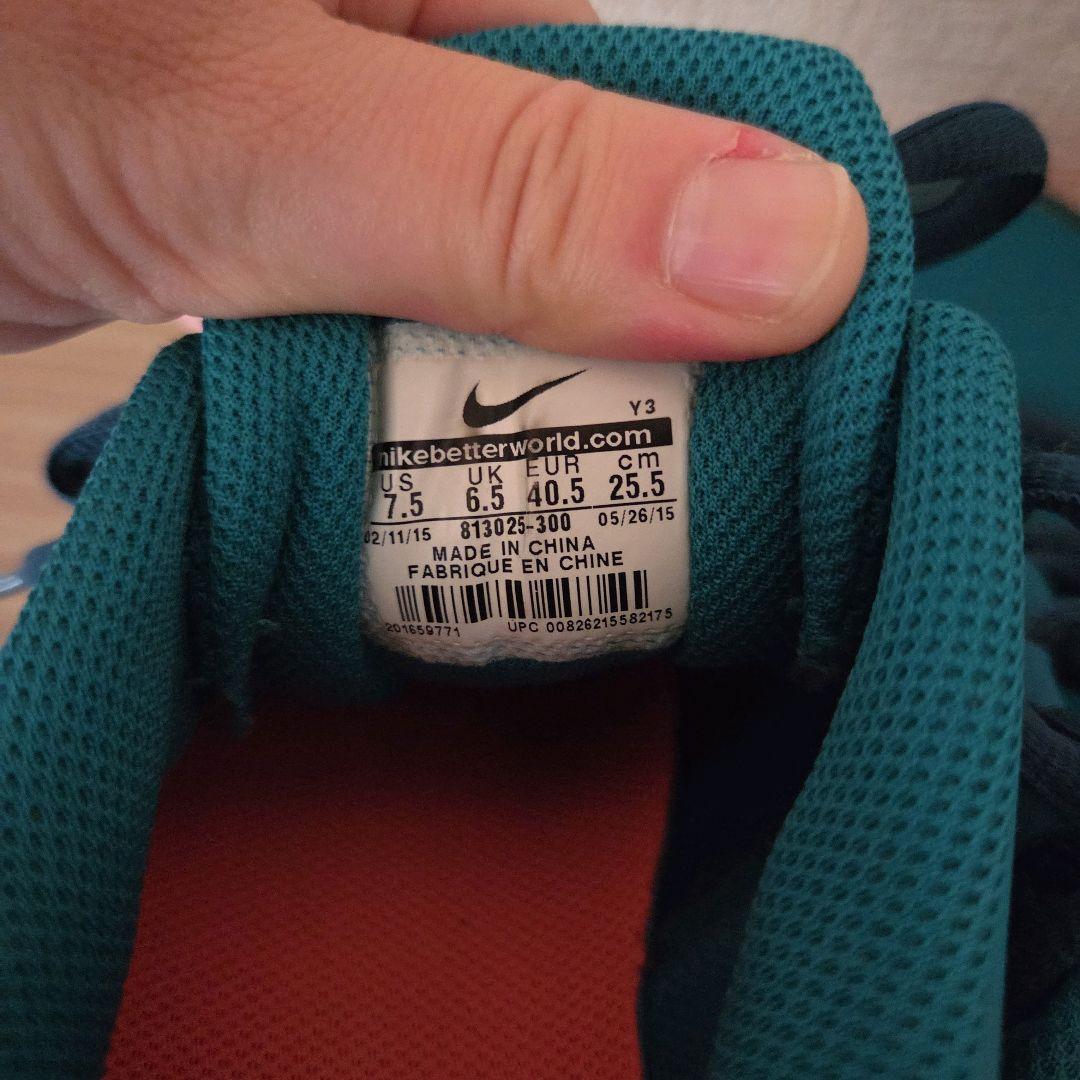 Y3
nikebetterworld.com
US UK EUR cm
7.5 6.5 40.5 25.5
02/11/15 813025-300 05/26/15
MADE IN CHINA
FABRIQUE EN CHINE
201659771 UPC 00826215582175